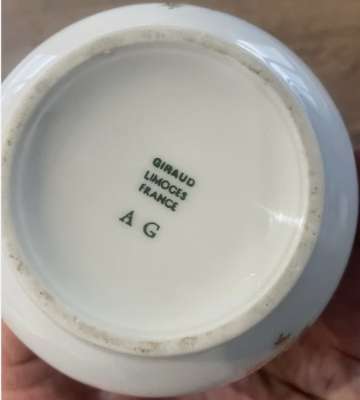 GIRAUD
LIMOGES
FRANCE
A G